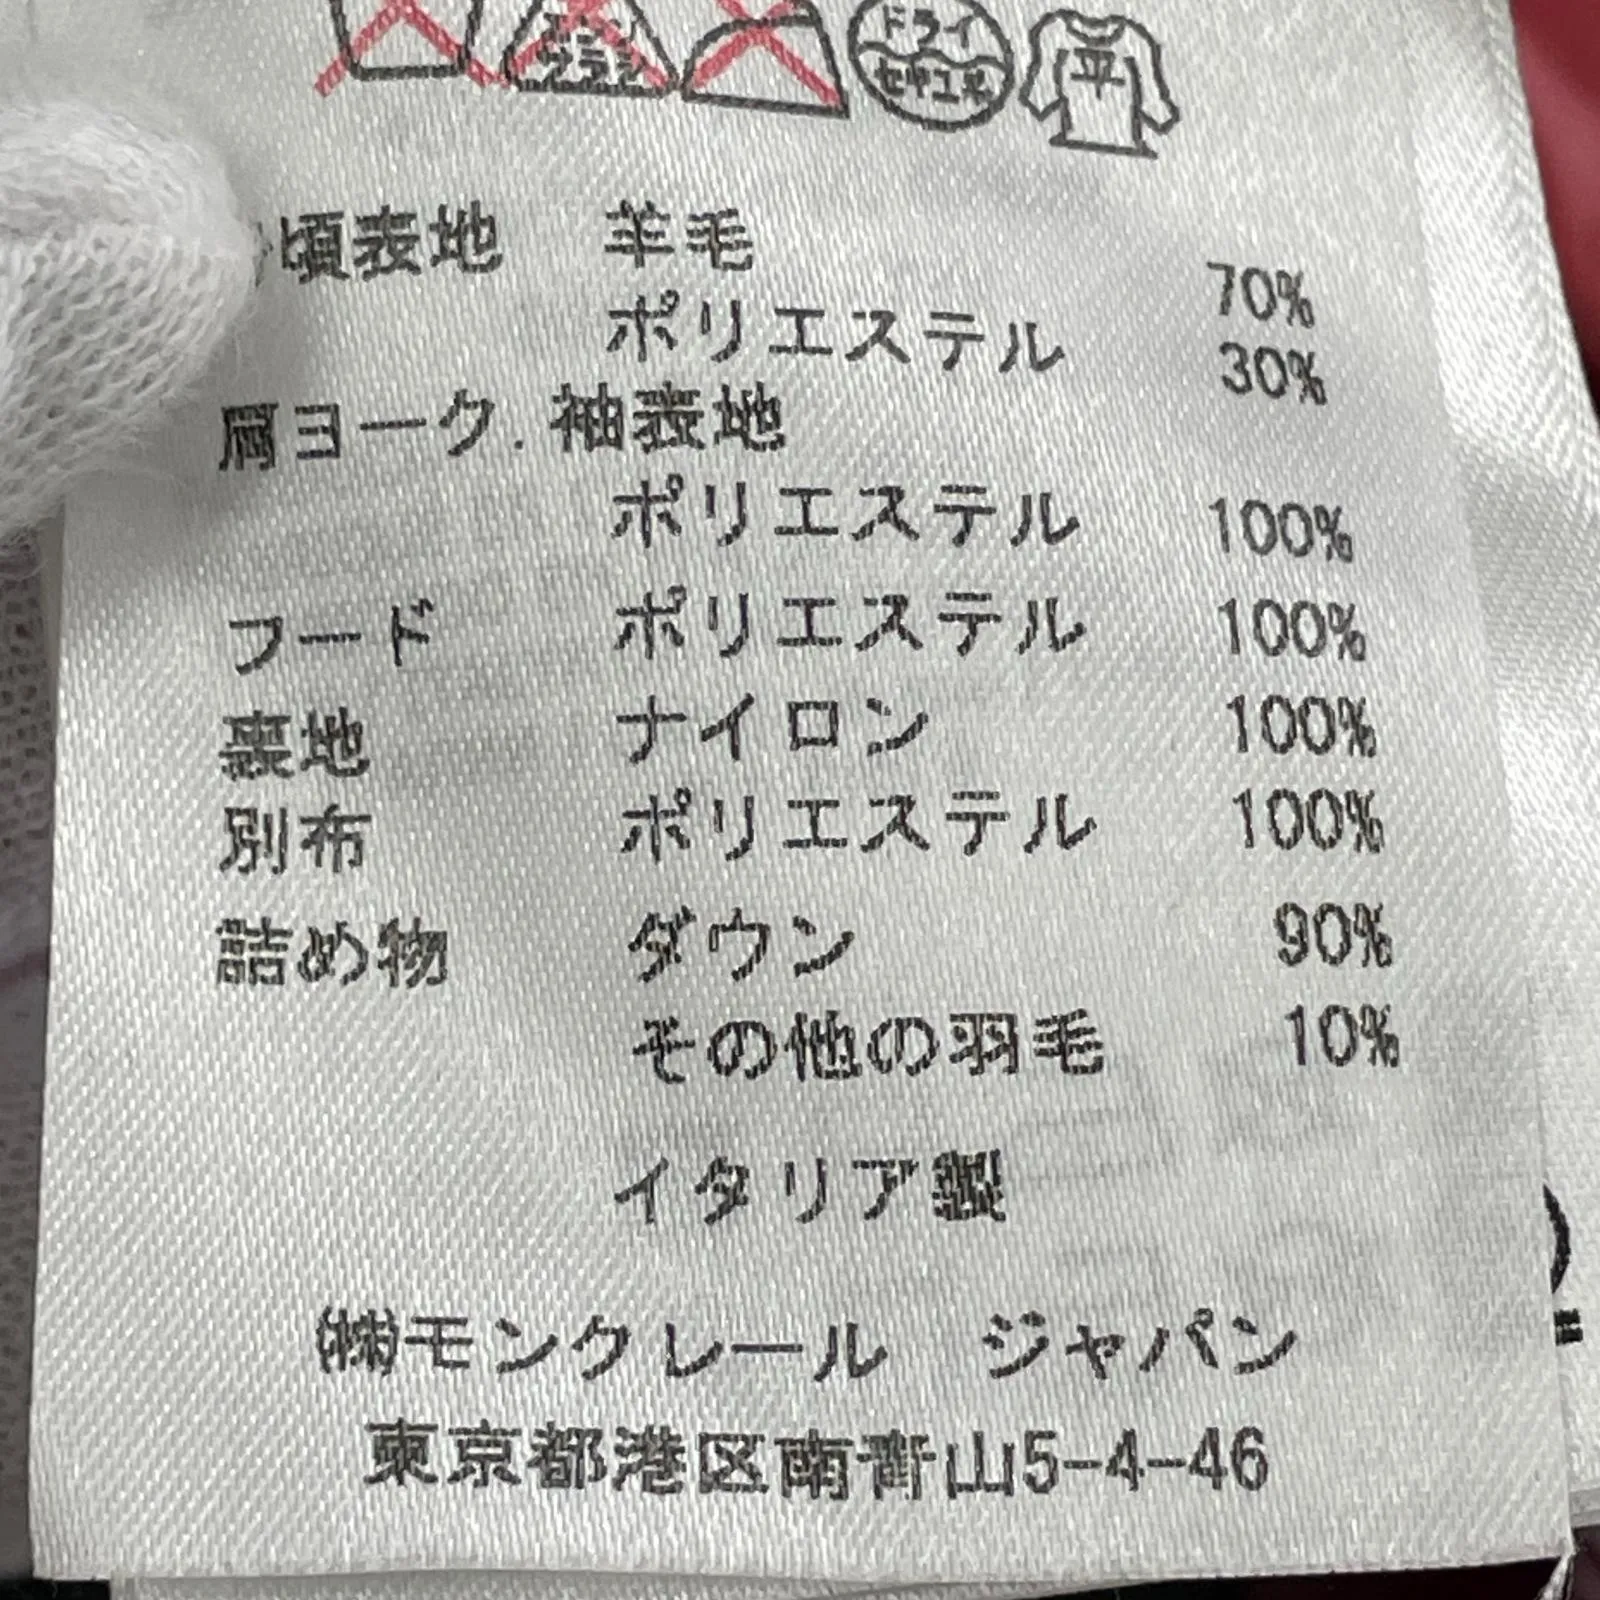 ドライ
セキユ系
平
頃表地 羊毛 70%
ポリエステル 30%
肩ヨーク.袖表地
ポリエステル 100%
フード ポリエステル 100%
裏地 ナイロン 100%
別布 ポリエステル 100%
詰め物 ダウン 90%
その他の羽毛 10%
イタリア製
㈱モンクレール ジャパン
東京都港区南青山5-4-46